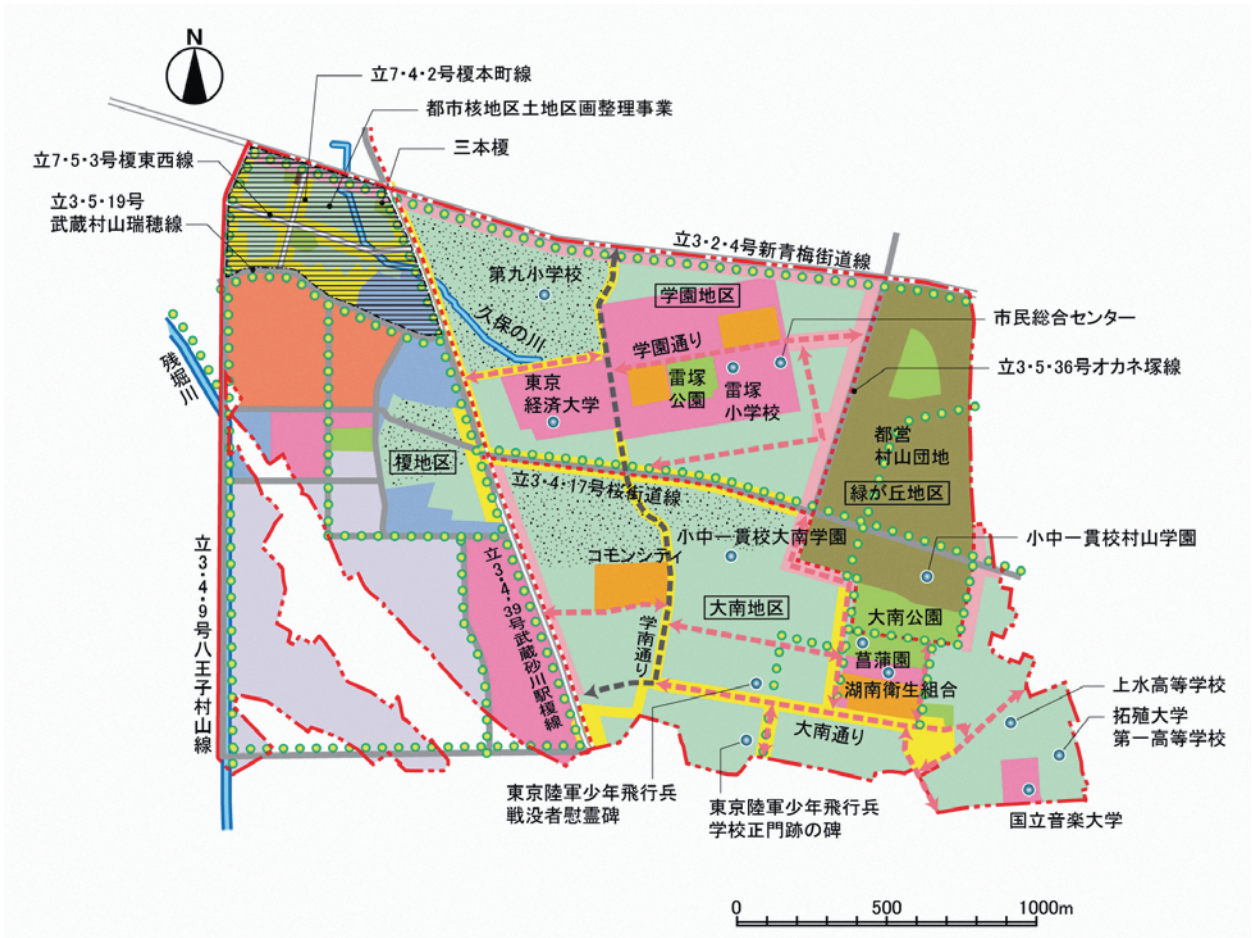 N
立7・4・2号榎本町線
都市核地区土地区画整理事業
三本榎
立7・5・3号榎東西線
立3・5・19号
武蔵村山瑞穂線
立3・2・4号新青梅街道線
第九小学校
学園地区
久保の川
学園通り
市民総合センター
残堀川
東京
経済大学
雷塚
公園
雷塚
小学校
立3・5・36号オカネ塚線
都営
村山団地
榎地区
緑が丘地区
立3・4・17号桜街道線
小中一貫校大南学園
小中一貫校村山学園
コモンシティ
立3・4・9号八王子村山線
立3・4・39号武蔵砂川駅榎線
大南地区
大南公園
学南通り
菖蒲園
湖南衛生組合
上水高等学校
大南通り
拓殖大学
第一高等学校
東京陸軍少年飛行兵
戦没者慰霊碑
東京陸軍少年飛行兵
学校正門跡の碑
国立音楽大学
0 500 1000m